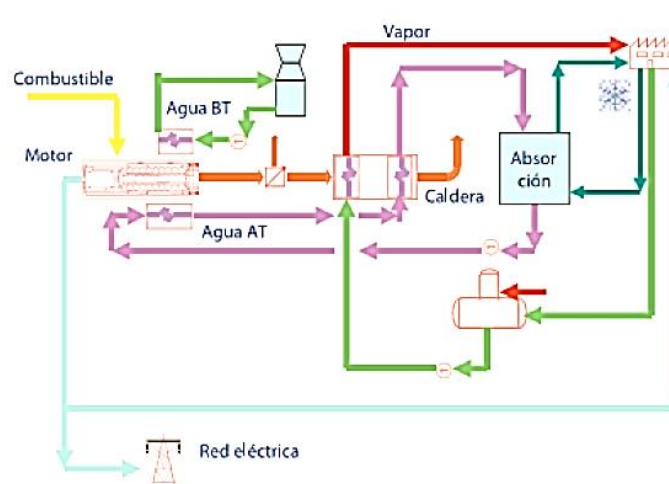 Vapor
Combustible
Agua BT
Motor
Absor
ción
Caldera
Agua AT
Red eléctrica